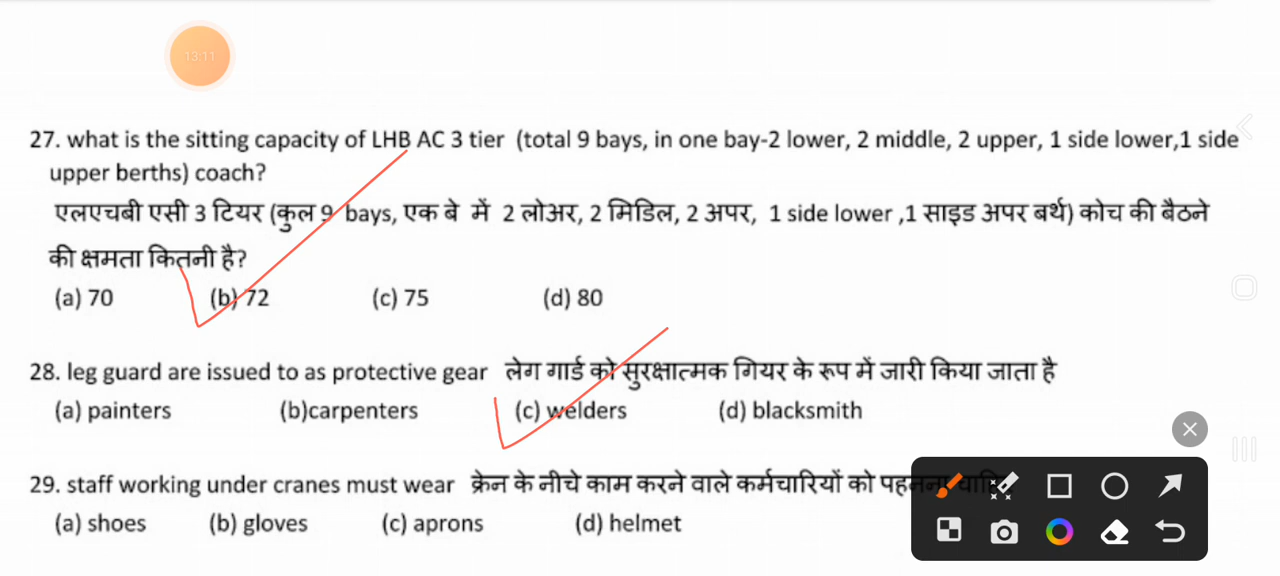 13:11
27. what is the sitting capacity of LHB AC 3 tier (total 9 bays, in one bay-2 lower, 2 middle, 2 upper, 1 side lower,1 side
upper berths) coach?
एलएचबी एसी 3 टियर (कुल 9 bays, एक बे में 2 लोअर, 2 मिडिल, 2 अपर, 1 side lower ,1 साइड अपर बर्थ) कोच की बैठने
की क्षमता कितनी है?
(a) 70 (b) 72 (c) 75 (d) 80
28. leg guard are issued to as protective gear लेग गार्ड को सुरक्षात्मक गियर के रूप में जारी किया जाता है
(a) painters (b)carpenters (c) welders (d) blacksmith
29. staff working under cranes must wear क्रेन के नीचे काम करने वाले कर्मचारियों को पहनना
(a) shoes (b) gloves (c) aprons (d) helmet